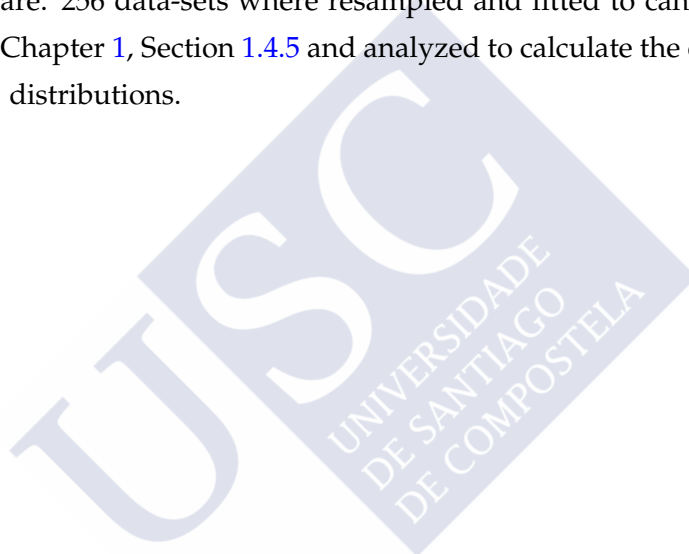 are. 256 data-sets where resampled and fitted to can
Chapter 1, Section 1.4.5 and analyzed to calculate the
distributions.
USC
UNIVERSIDADE
DE SANTIAGO
DE COMPOSTELA